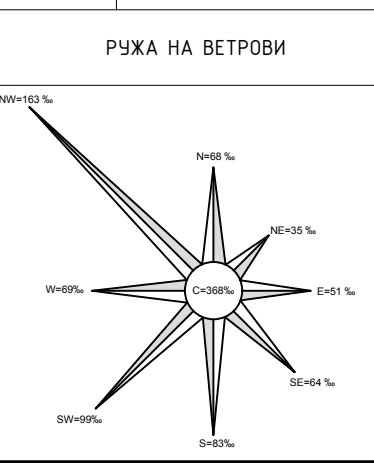 РУЖА НА ВЕТРОВИ
NW=163 ‰
N=68 ‰
NE=35 ‰
W=69‰
C=368‰
E=51 ‰
SE=64 ‰
SW=99‰
S=83‰